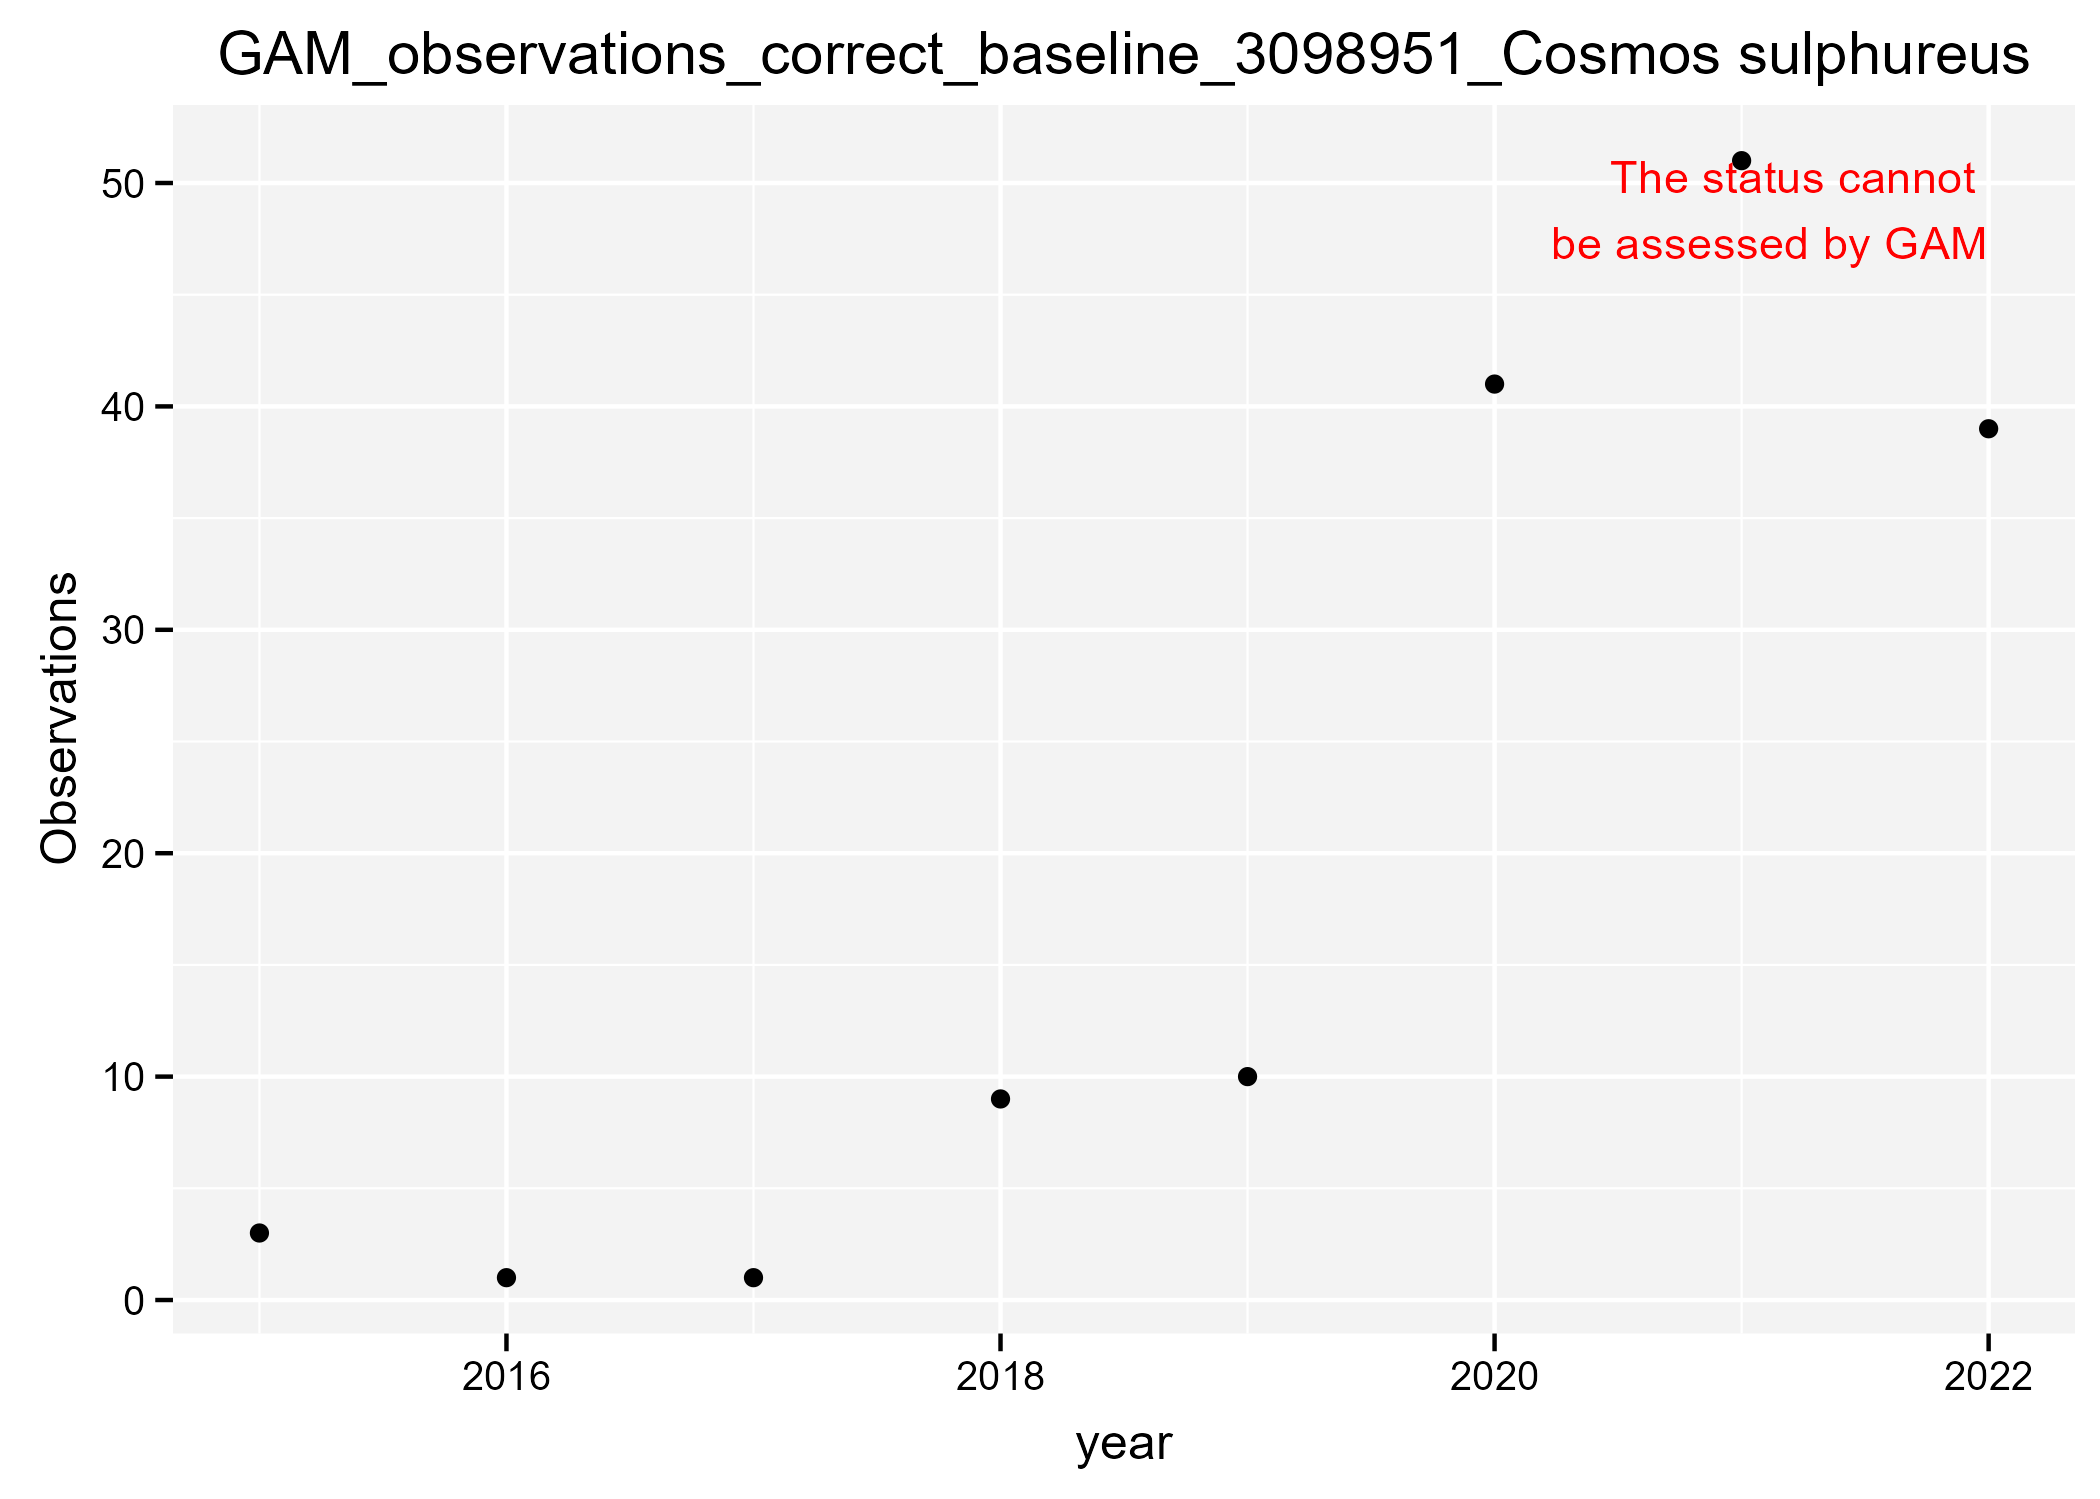 GAM_observations_correct_baseline_3098951_Cosmos sulphureus
The status cannot
be assessed by GAM
Observations
50
40
30
20
10
0
2016 2018 2020 2022
year